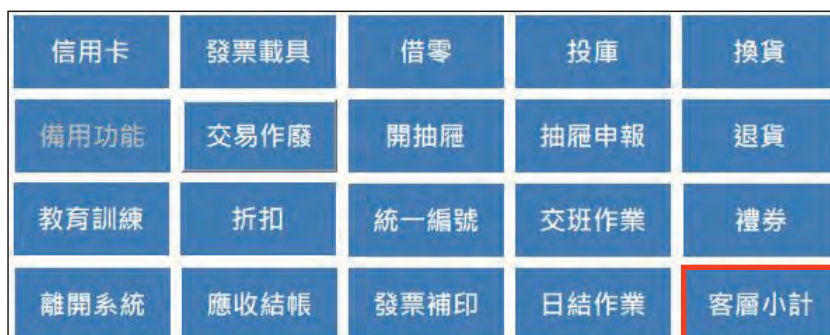 信用卡 發票載具 借零 投庫 換貨
備用功能 交易作廢 開抽屜 抽屜申報 退貨
教育訓練 折扣 統一編號 交班作業 禮券
離開系統 應收結帳 發票補印 日結作業 客層小計